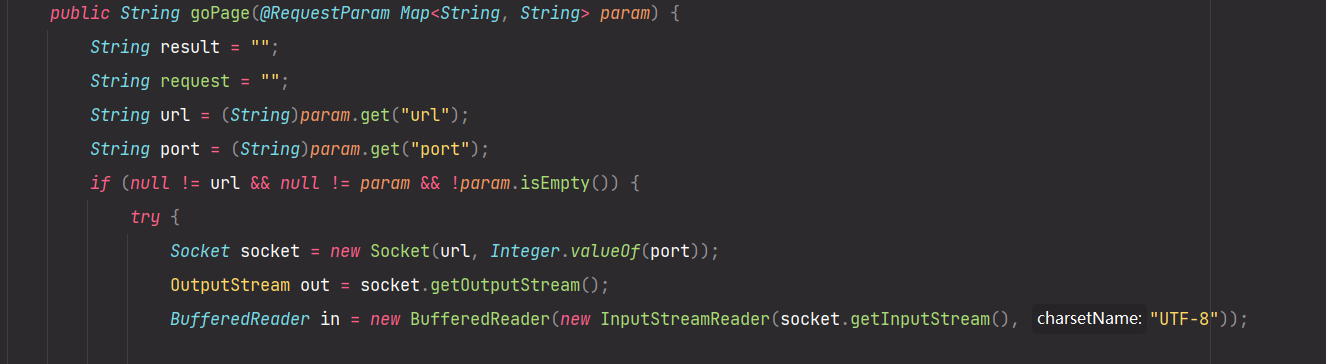 public String goPage(@RequestParam Map<String, String> param) {
String result = "";
String request = "";
String url = (String)param.get("url");
String port = (String)param.get("port");
if (null != url && null != param && !param.isEmpty()) {
try {
Socket socket = new Socket(url, Integer.valueOf(port));
OutputStream out = socket.getOutputStream();
BufferedReader in = new BufferedReader(new InputStreamReader(socket.getInputStream(), charsetName: "UTF-8"));